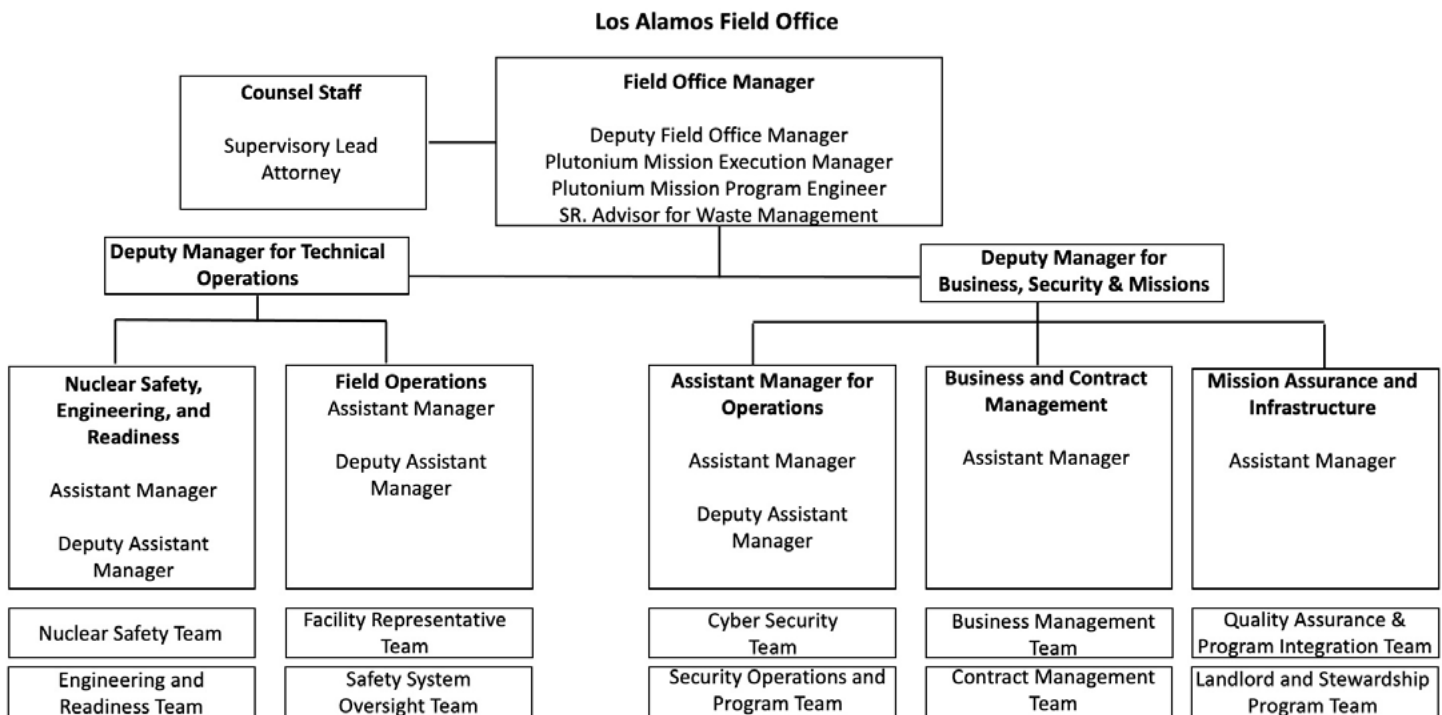 Los Alamos Field Office
Counsel Staff
Supervisory Lead
Attorney
Field Office Manager
Deputy Field Office Manager
Plutonium Mission Execution Manager
Plutonium Mission Program Engineer
SR. Advisor for Waste Management
Deputy Manager for Technical
Operations
Deputy Manager for
Business, Security & Missions
Nuclear Safety,
Engineering, and
Readiness
Assistant Manager
Deputy Assistant
Manager
Field Operations
Assistant Manager
Deputy Assistant
Manager
Assistant Manager for
Operations
Assistant Manager
Deputy Assistant
Manager
Business and Contract
Management
Assistant Manager
Mission Assurance and
Infrastructure
Assistant Manager
Nuclear Safety Team
Facility Representative
Team
Cyber Security
Team
Business Management
Team
Quality Assurance &
Program Integration Team
Engineering and
Readiness Team
Safety System
Oversight Team
Security Operations and
Program Team
Contract Management
Team
Landlord and Stewardship
Program Team